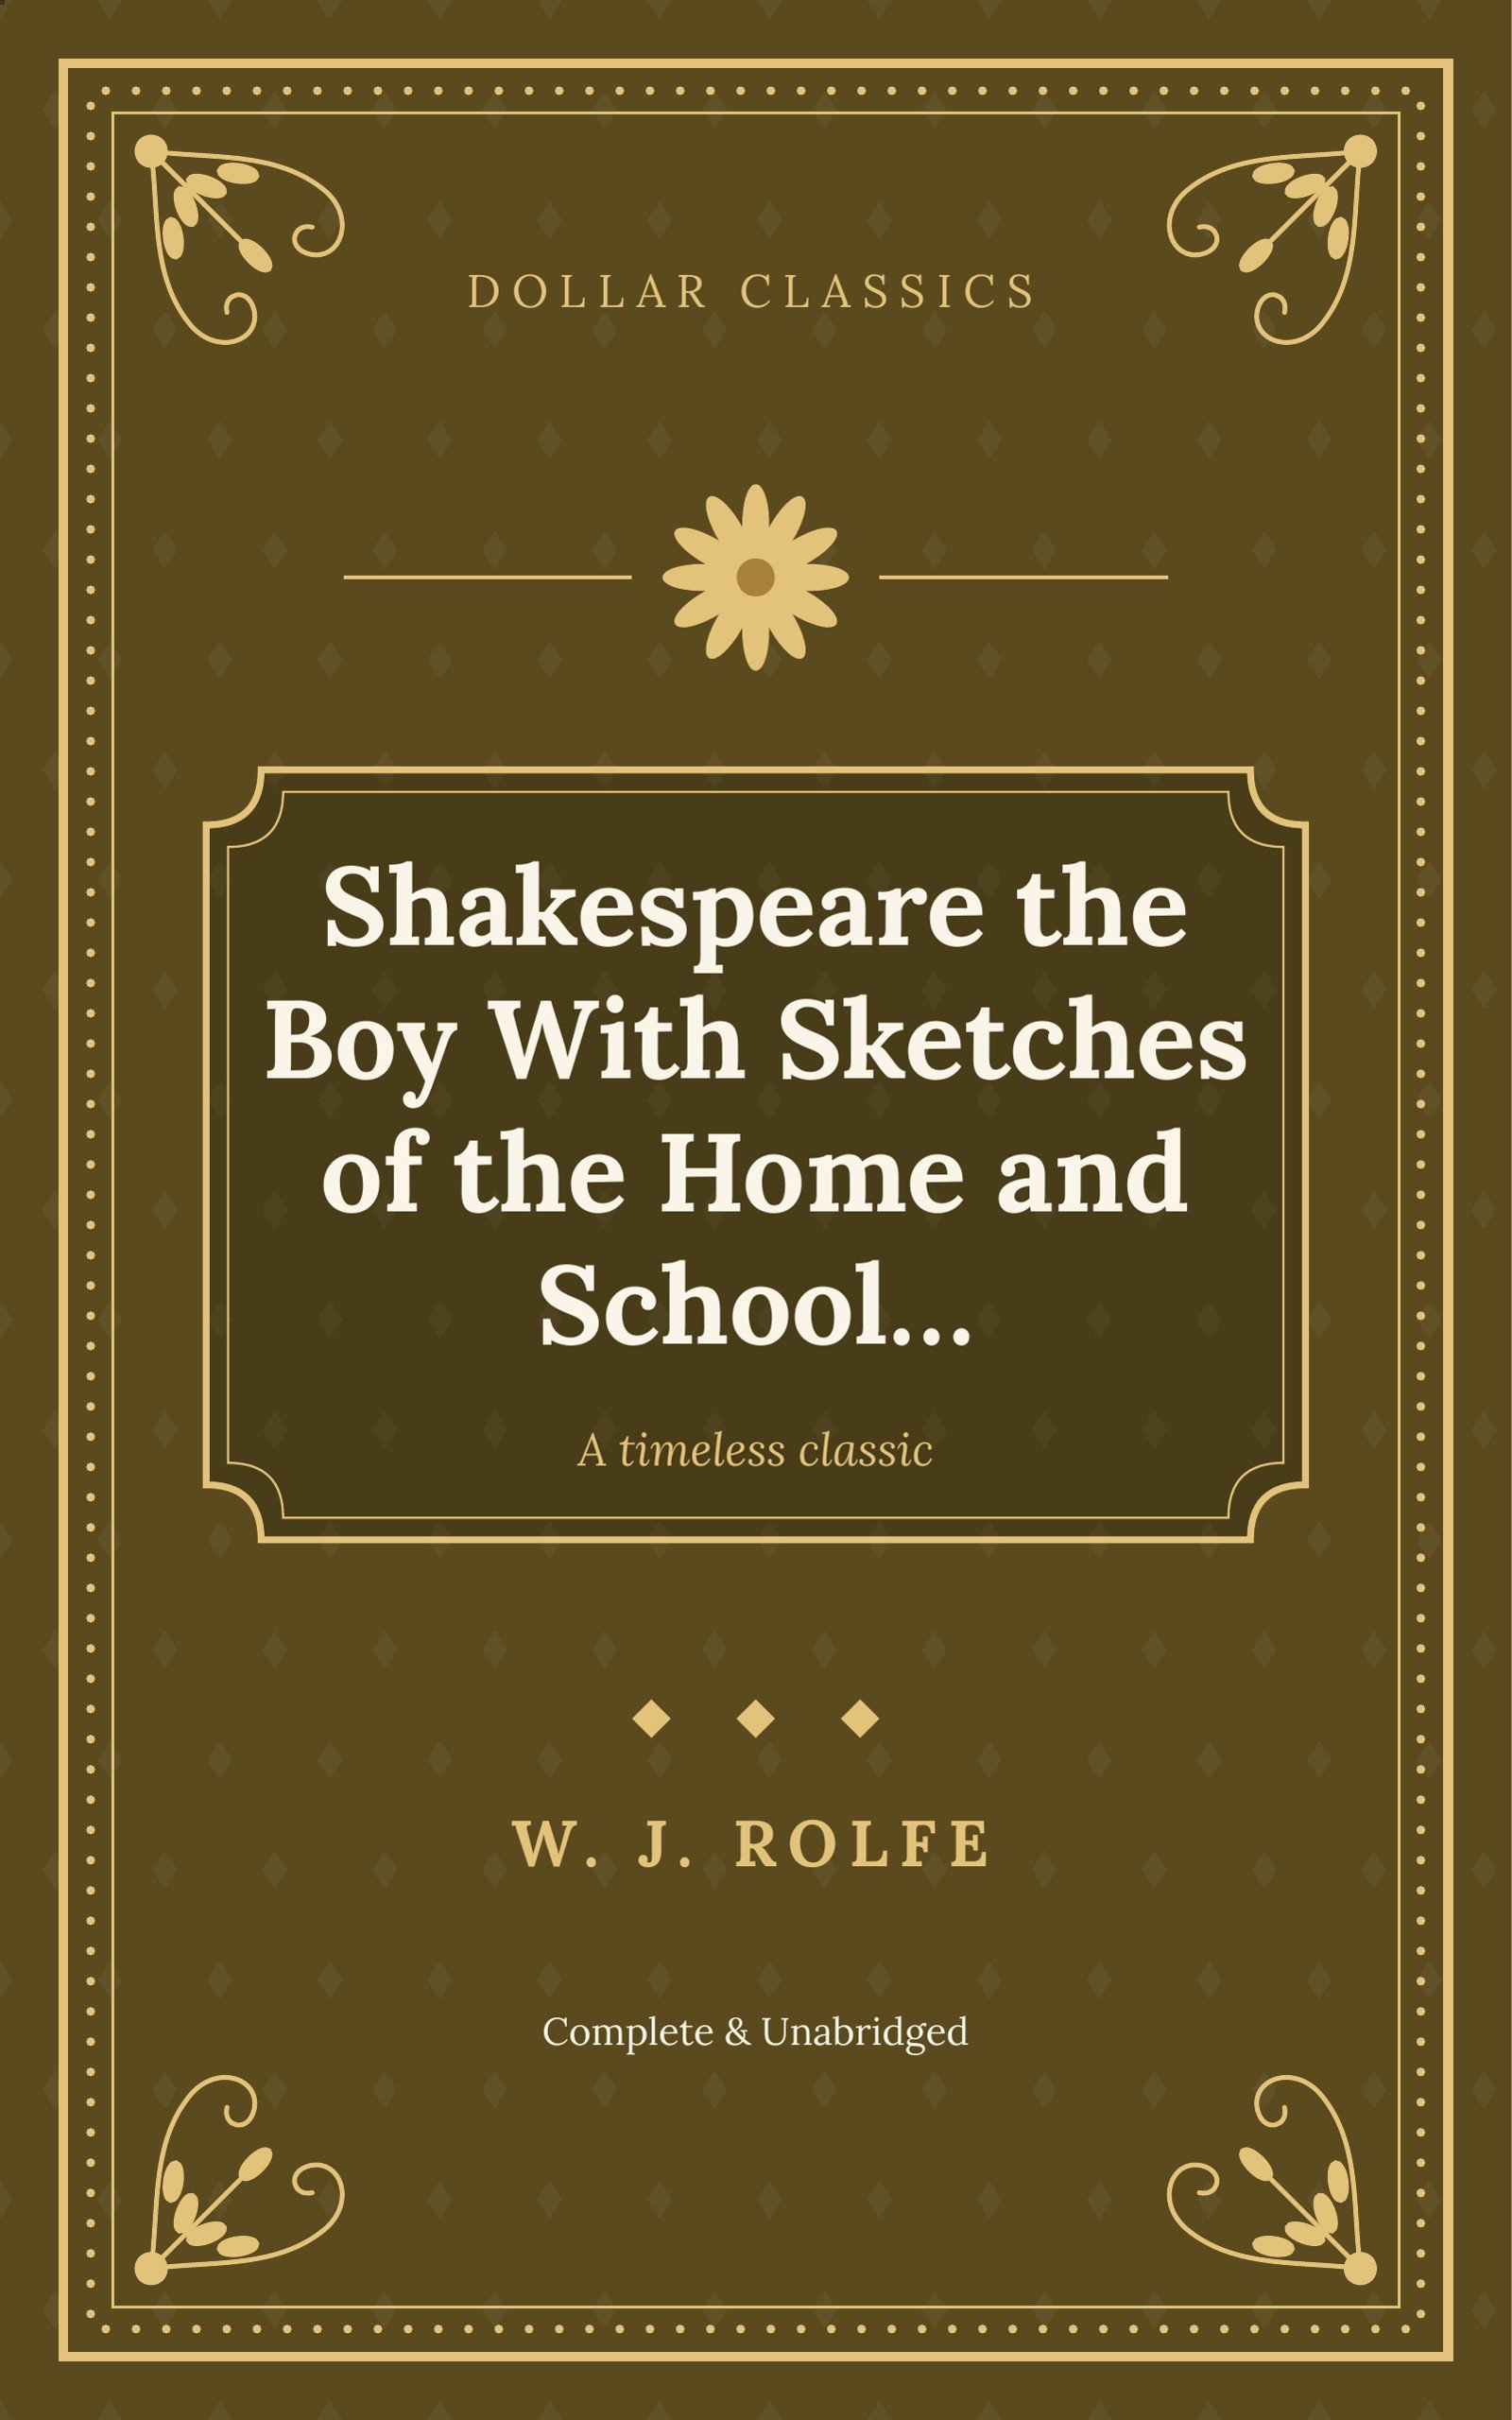 DOLLAR CLASSICS
Shakespeare the
Boy With Sketches
of the Home and
School...
A timeless classic
W. J. ROLFE
Complete & Unabridged